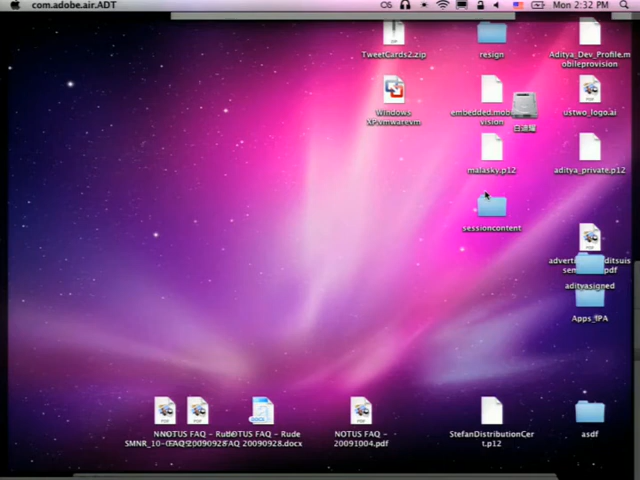 com.adobe.air.ADT
Mon 2:32 PM
TweetCards2.zip
resign
Aditya_Dev_Profile.m
obileprovision
Windows
XP.vmwarevm
embedded.mob
vision
ustwo_logo.ai
malasky.p12
aditya_private.p12
sessioncontent
adityasigned
Apps_IPA
NOTUS FAQ - Rude
FAQ 20090928.docx
NOTUS FAQ -
20091004.pdf
StefanDistributionCer
t.p12
asdf